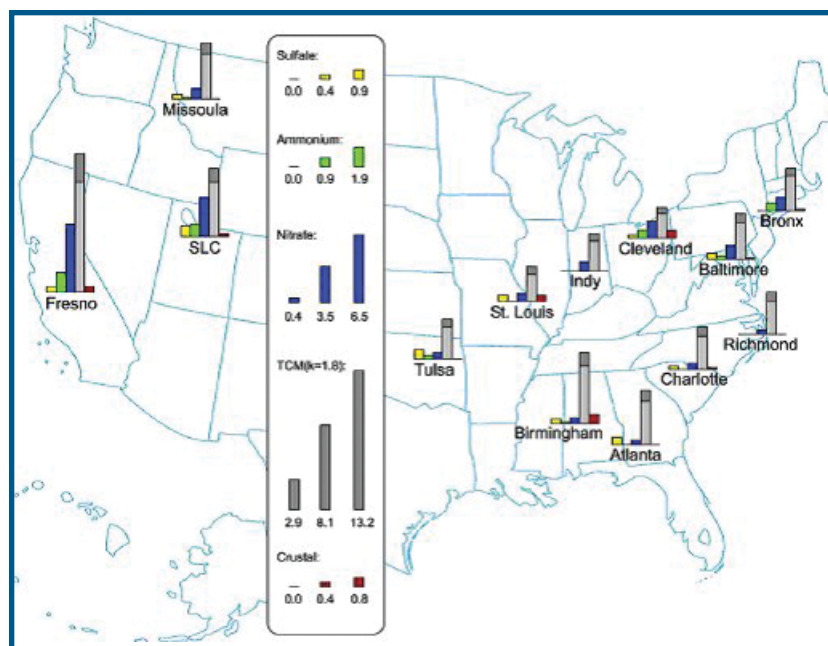 Sulfate:
0.0 0.4 0.9
Ammonium:
0.0 0.9 1.9
Nitrate:
0.4 3.5 6.5
TCM(k=1.8):
2.9 8.1 13.2
Crustal:
0.0 0.4 0.8
Missoula
SLC
Fresno
Bronx
Cleveland
Baltimore
Indy
St. Louis
Richmond
Tulsa
Charlotte
Birmingham
Atlanta